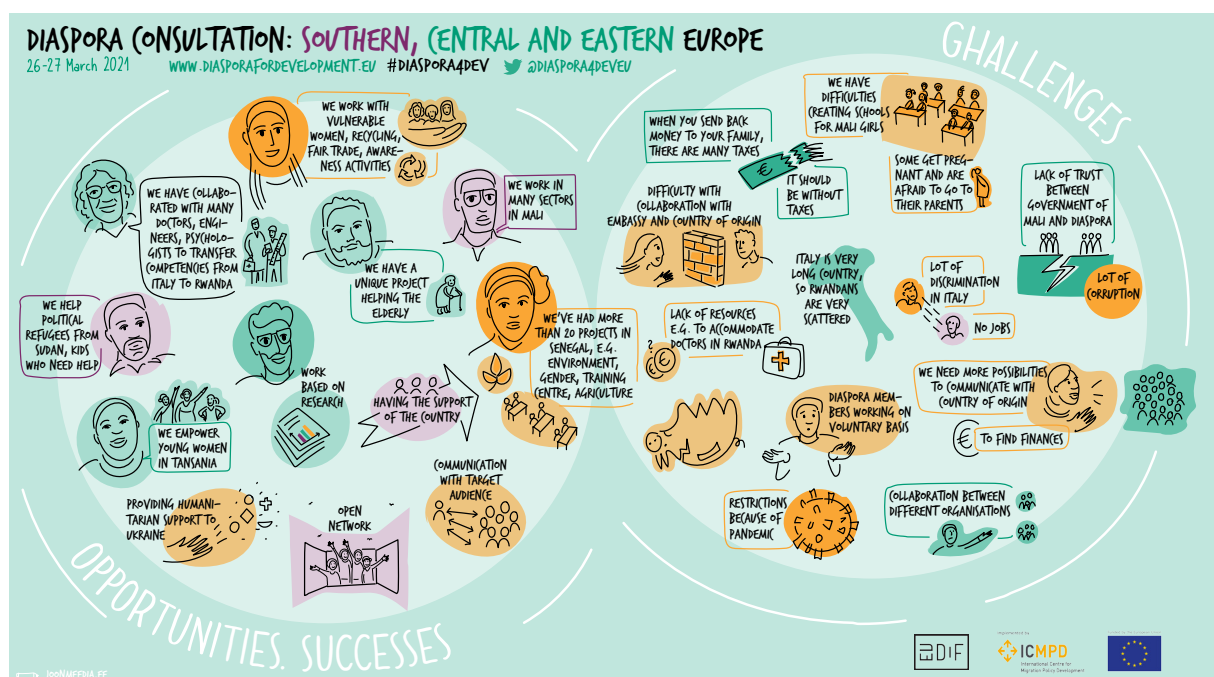 DIASPORA CONSULTATION: SOUTHERN, CENTRAL AND EASTERN EUROPE
26-27 March 2021
WWW.DIASPORAFORDEVELOPMENT.EU #DIASPORA4DEV @DIASPORA4DEVEU
WE WORK WITH
VULNERABLE
WOMEN, RECYCLING,
FAIR TRADE, AWARE-
NESS ACTIVITIES
WE HAVE COLLABO-
RATED WITH MANY
DOCTORS, ENGI-
NEERS, PSYCHOLO-
GISTS TO TRANSFER
COMPETENCIES FROM
ITALY TO RWANDA
WE WORK IN
MANY SECTORS
IN MALI
WE HAVE A
UNIQUE PROJECT
HELPING THE
ELDERLY
WE HELP
POLITICAL
REFUGEES FROM
SUDAN, KIDS
WHO NEED HELP
WE'VE HAD MORE
THAN 20 PROJECTS IN
SENEGAL, E.G.
ENVIRONMENT,
GENDER, TRAINING
CENTRE, AGRICULTURE
WORK
BASED ON
RESEARCH
HAVING THE SUPPORT
OF THE COUNTRY
WE EMPOWER
YOUNG WOMEN
IN TANSANIA
COMMUNICATION
WITH TARGET
AUDIENCE
PROVIDING HUMANI-
TARIAN SUPPORT TO
UKRAINE
OPEN
NETWORK
OPPORTUNITIES. SUCCESSES
GHALLENGES
WHEN YOU SEND BACK
MONEY TO YOUR FAMILY,
THERE ARE MANY TAXES
€
IT SHOULD
BE WITHOUT
TAXES
WE HAVE
DIFFICULTIES
CREATING SCHOOLS
FOR MALI GIRLS
SOME GET PREG-
NANT AND ARE
AFRAID TO GO TO
THEIR PARENTS
LACK OF TRUST
BETWEEN
GOVERNMENT OF
MALI AND DIASPORA
LOT OF
CORRUPTION
DIFFICULTY WITH
COLLABORATION WITH
EMBASSY AND COUNTRY OF ORIGIN
ITALY IS VERY
LONG COUNTRY,
SO RWANDANS
ARE VERY
SCATTERED
LOT OF
DISCRIMINATION
IN ITALY
NO JOBS
LACK OF RESOURCES
E.G. TO ACCOMMODATE
DOCTORS IN RWANDA
?
€ €
WE NEED MORE POSSIBILITIES
TO COMMUNICATE WITH
COUNTRY OF ORIGIN
€ TO FIND FINANCES
DIASPORA MEM-
BERS WORKING ON
VOLUNTARY BASIS
RESTRICTIONS
BECAUSE OF
PANDEMIC
COLLABORATION BETWEEN
DIFFERENT ORGANISATIONS
EUDIF
ICMPD
International Centre for
Migration Policy Development